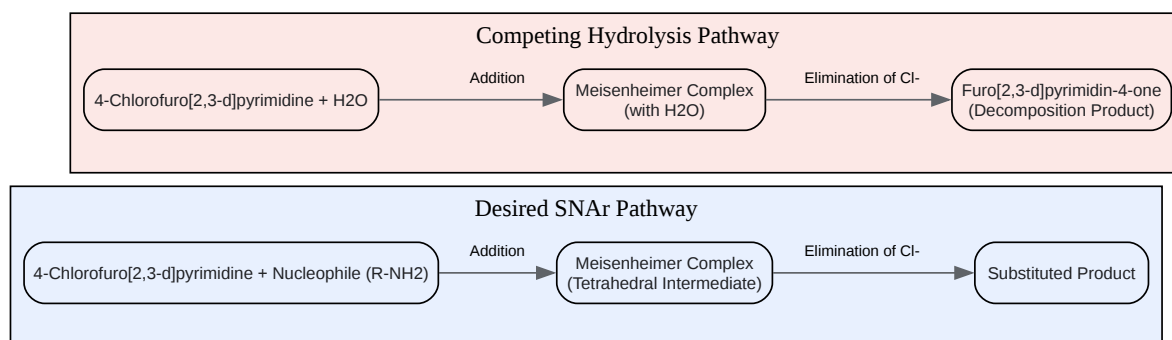 Competing Hydrolysis Pathway
4-Chlorofuro[2,3-d]pyrimidine + H2O
Addition
Meisenheimer Complex
(with H2O)
Elimination of Cl-
Furo[2,3-d]pyrimidin-4-one
(Decomposition Product)
Desired SNAr Pathway
4-Chlorofuro[2,3-d]pyrimidine + Nucleophile (R-NH2)
Addition
Meisenheimer Complex
(Tetrahedral Intermediate)
Elimination of Cl-
Substituted Product